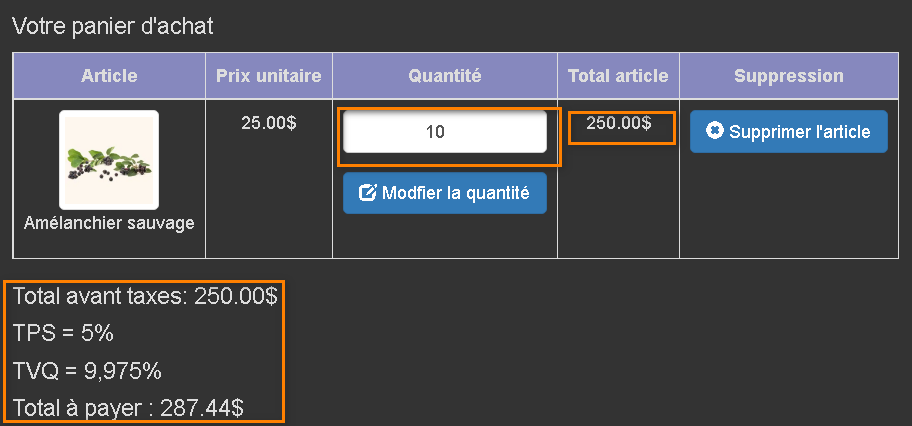 Votre panier d'achat
Article Prix unitaire Quantité Total article Suppression
25.00$ 10 250.00$ Supprimer l'article
Modfier la quantité
Amélanchier sauvage
Total avant taxes: 250.00$
TPS = 5%
TVQ = 9,975%
Total à payer : 287.44$